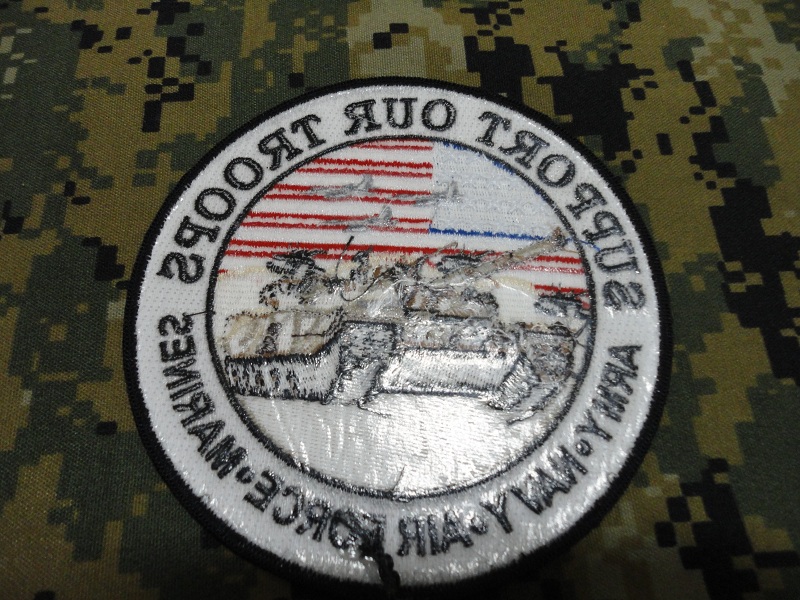 SUPPORT OUR TROOPS
ARMY•NAVY•AIR FORCE•MARINES